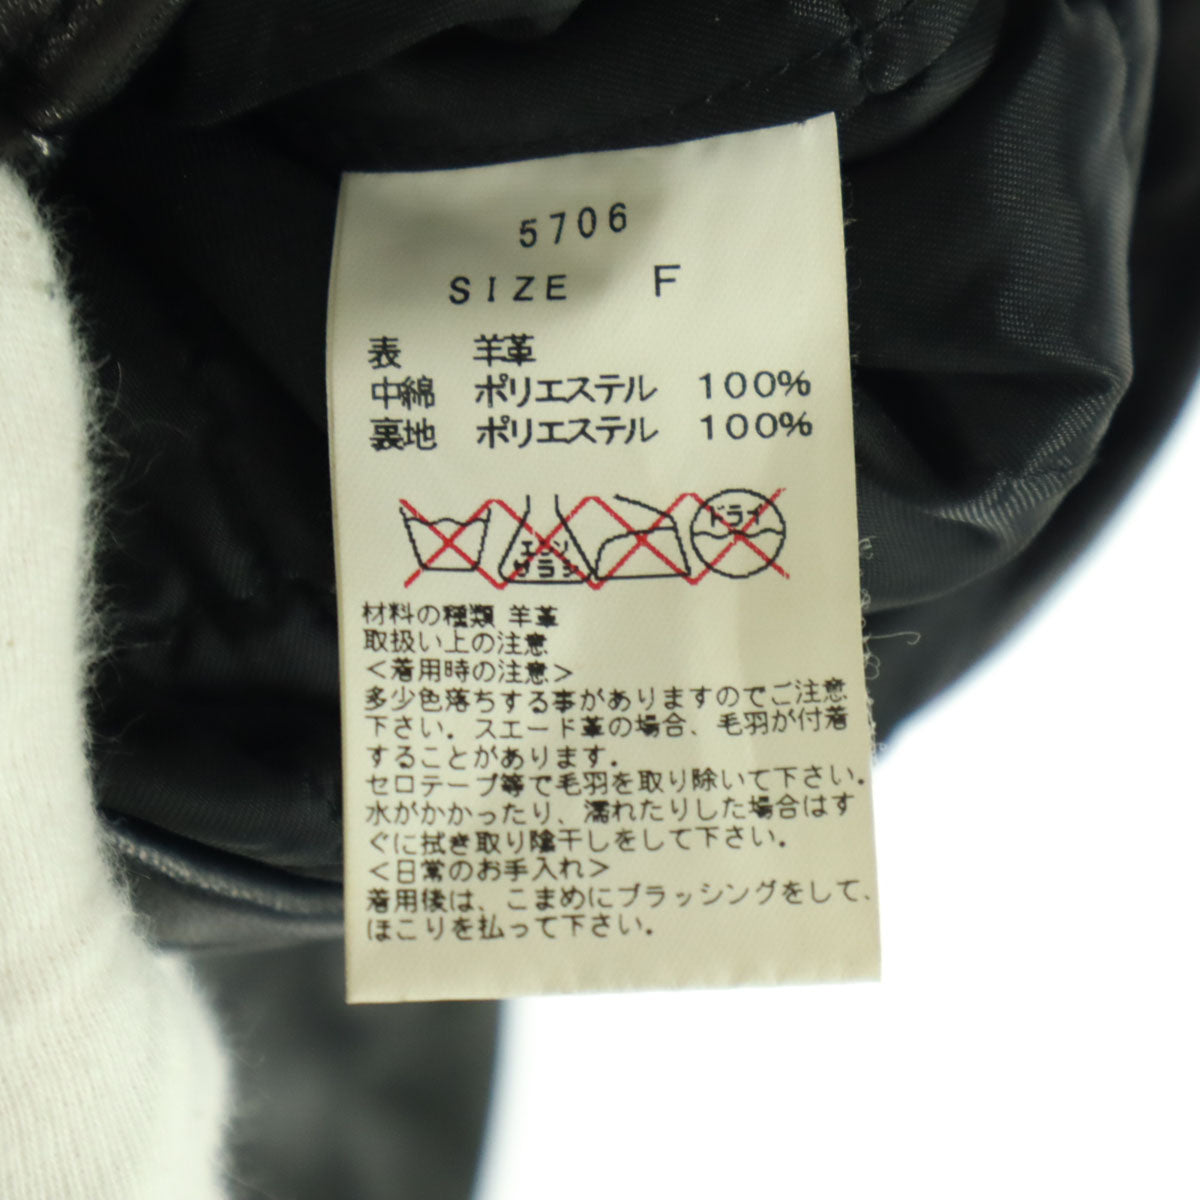 5706
SIZE F
表 羊革
中綿 ポリエステル 100%
裏地 ポリエステル 100%
エンソ サラシ ドライ
材料の種類 羊革
取扱い上の注意
<着用時の注意>
多少色落ちする事がありますのでご注意
下さい。スエード革の場合、毛羽が付着
することがあります。
セロテープ等で毛羽を取り除いて下さい。
水がかかったり、濡れたりした場合はす
ぐに拭き取り陰干しをして下さい。
<日常のお手入れ>
着用後は、こまめにブラッシングをして、
ほこりを払って下さい。